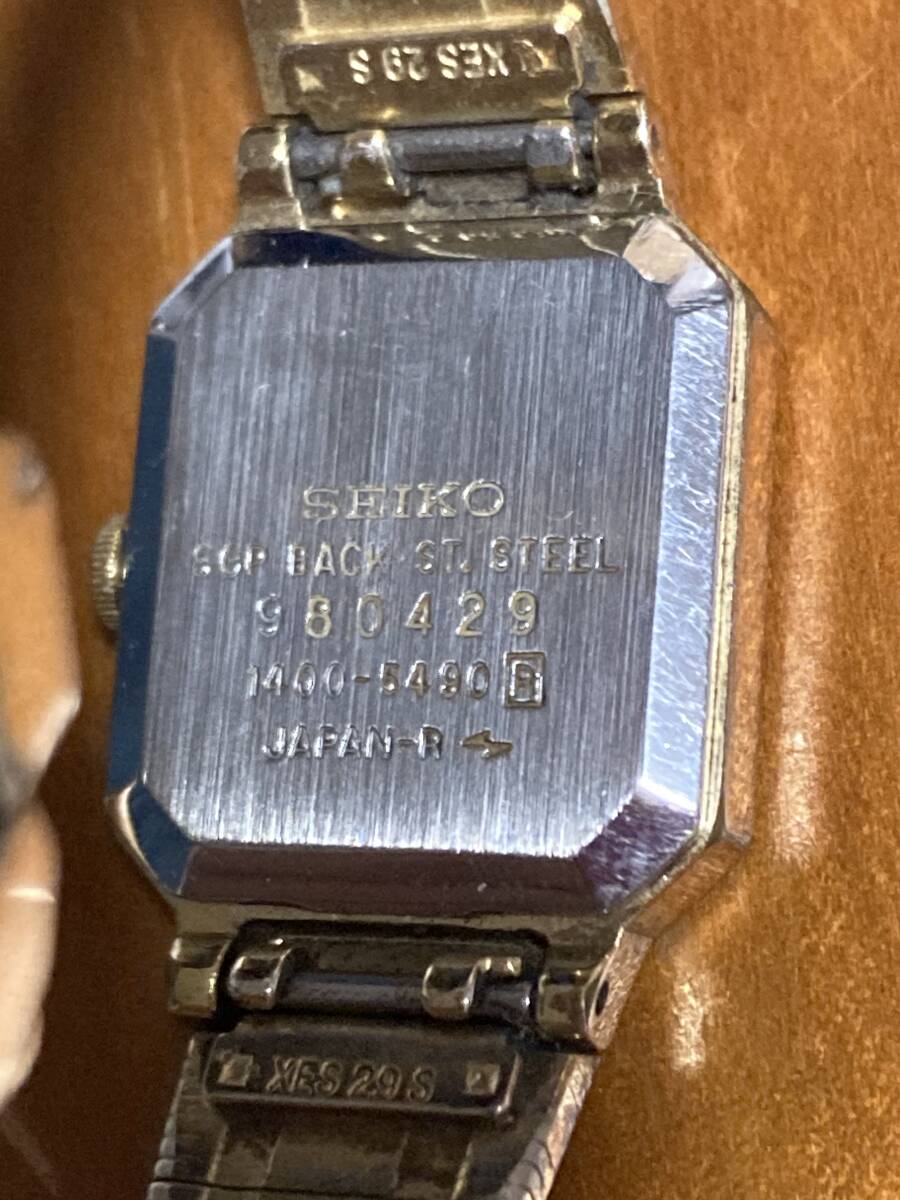 XES 29 S
SEIKO
SGP BACK ST. STEEL
980429
1400-5490 R
JAPAN-R
XES 29 S